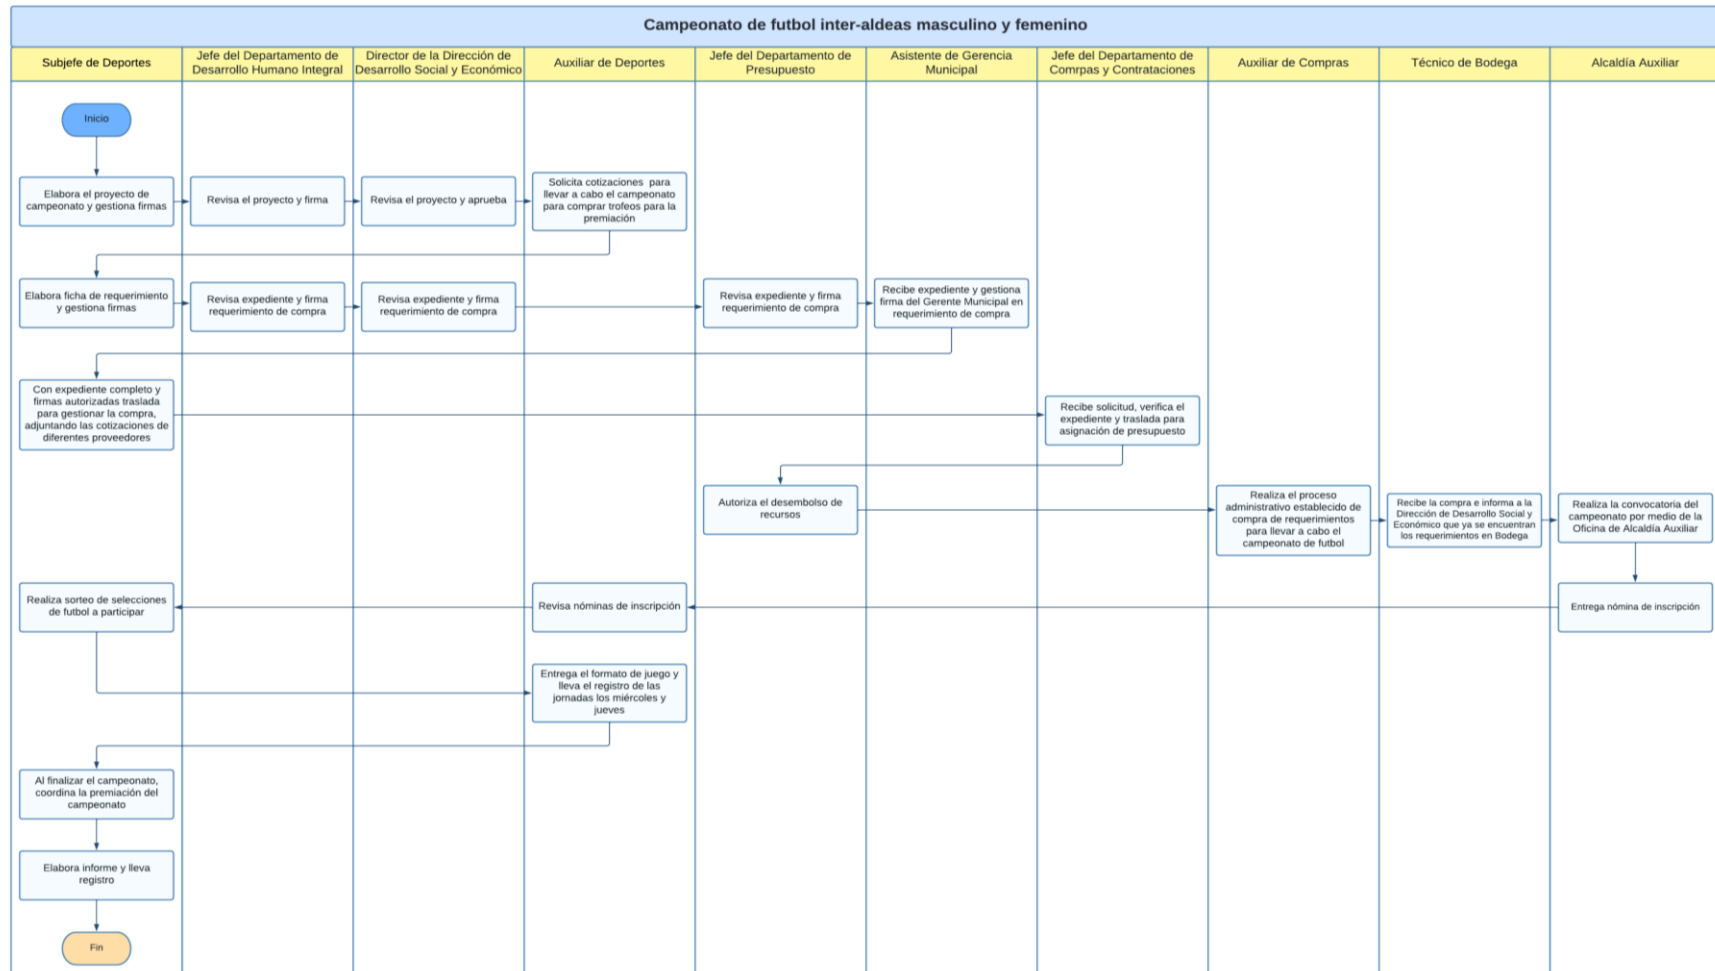 Campeonato de futbol inter-aldeas masculino y femenino
Subjefe de Deportes
Jefe del Departamento de
Desarrollo Humano Integral
Director de la Dirección de
Desarrollo Social y Económico
Auxiliar de Deportes
Jefe del Departamento de
Presupuesto
Asistente de Gerencia
Municipal
Jefe del Departamento de
Comrpas y Contrataciones
Auxiliar de Compras
Técnico de Bodega
Alcaldía Auxiliar
Inicio
Elabora el proyecto de
campeonato y gestiona firmas
Revisa el proyecto y firma
Revisa el proyecto y aprueba
Solicita cotizaciones para
llevar a cabo el campeonato
para comprar trofeos para la
premiación
Elabora ficha de requerimiento
y gestiona firmas
Revisa expediente y firma
requerimiento de compra
Revisa expediente y firma
requerimiento de compra
Revisa expediente y firma
requerimiento de compra
Recibe expediente y gestiona
firma del Gerente Municipal en
requerimiento de compra
Con expediente completo y
firmas autorizadas traslada
para gestionar la compra,
adjuntando las cotizaciones de
diferentes proveedores
Recibe solicitud, verifica el
expediente y traslada para
asignación de presupuesto
Autoriza el desembolso de
recursos
Realiza el proceso
administrativo establecido de
compra de requerimientos
para llevar a cabo el
campeonato de futbol
Recibe la compra e informa a la
Dirección de Desarrollo Social y
Económico que ya se encuentran
los requerimientos en Bodega
Realiza la convocatoria del
campeonato por medio de la
Oficina de Alcaldía Auxiliar
Realiza sorteo de selecciones
de futbol a participar
Revisa nóminas de inscripción
Entrega nómina de inscripción
Entrega el formato de juego y
lleva el registro de las
jornadas los miércoles y
jueves
Al finalizar el campeonato,
coordina la premiación del
campeonato
Elabora informe y lleva
registro
Fin